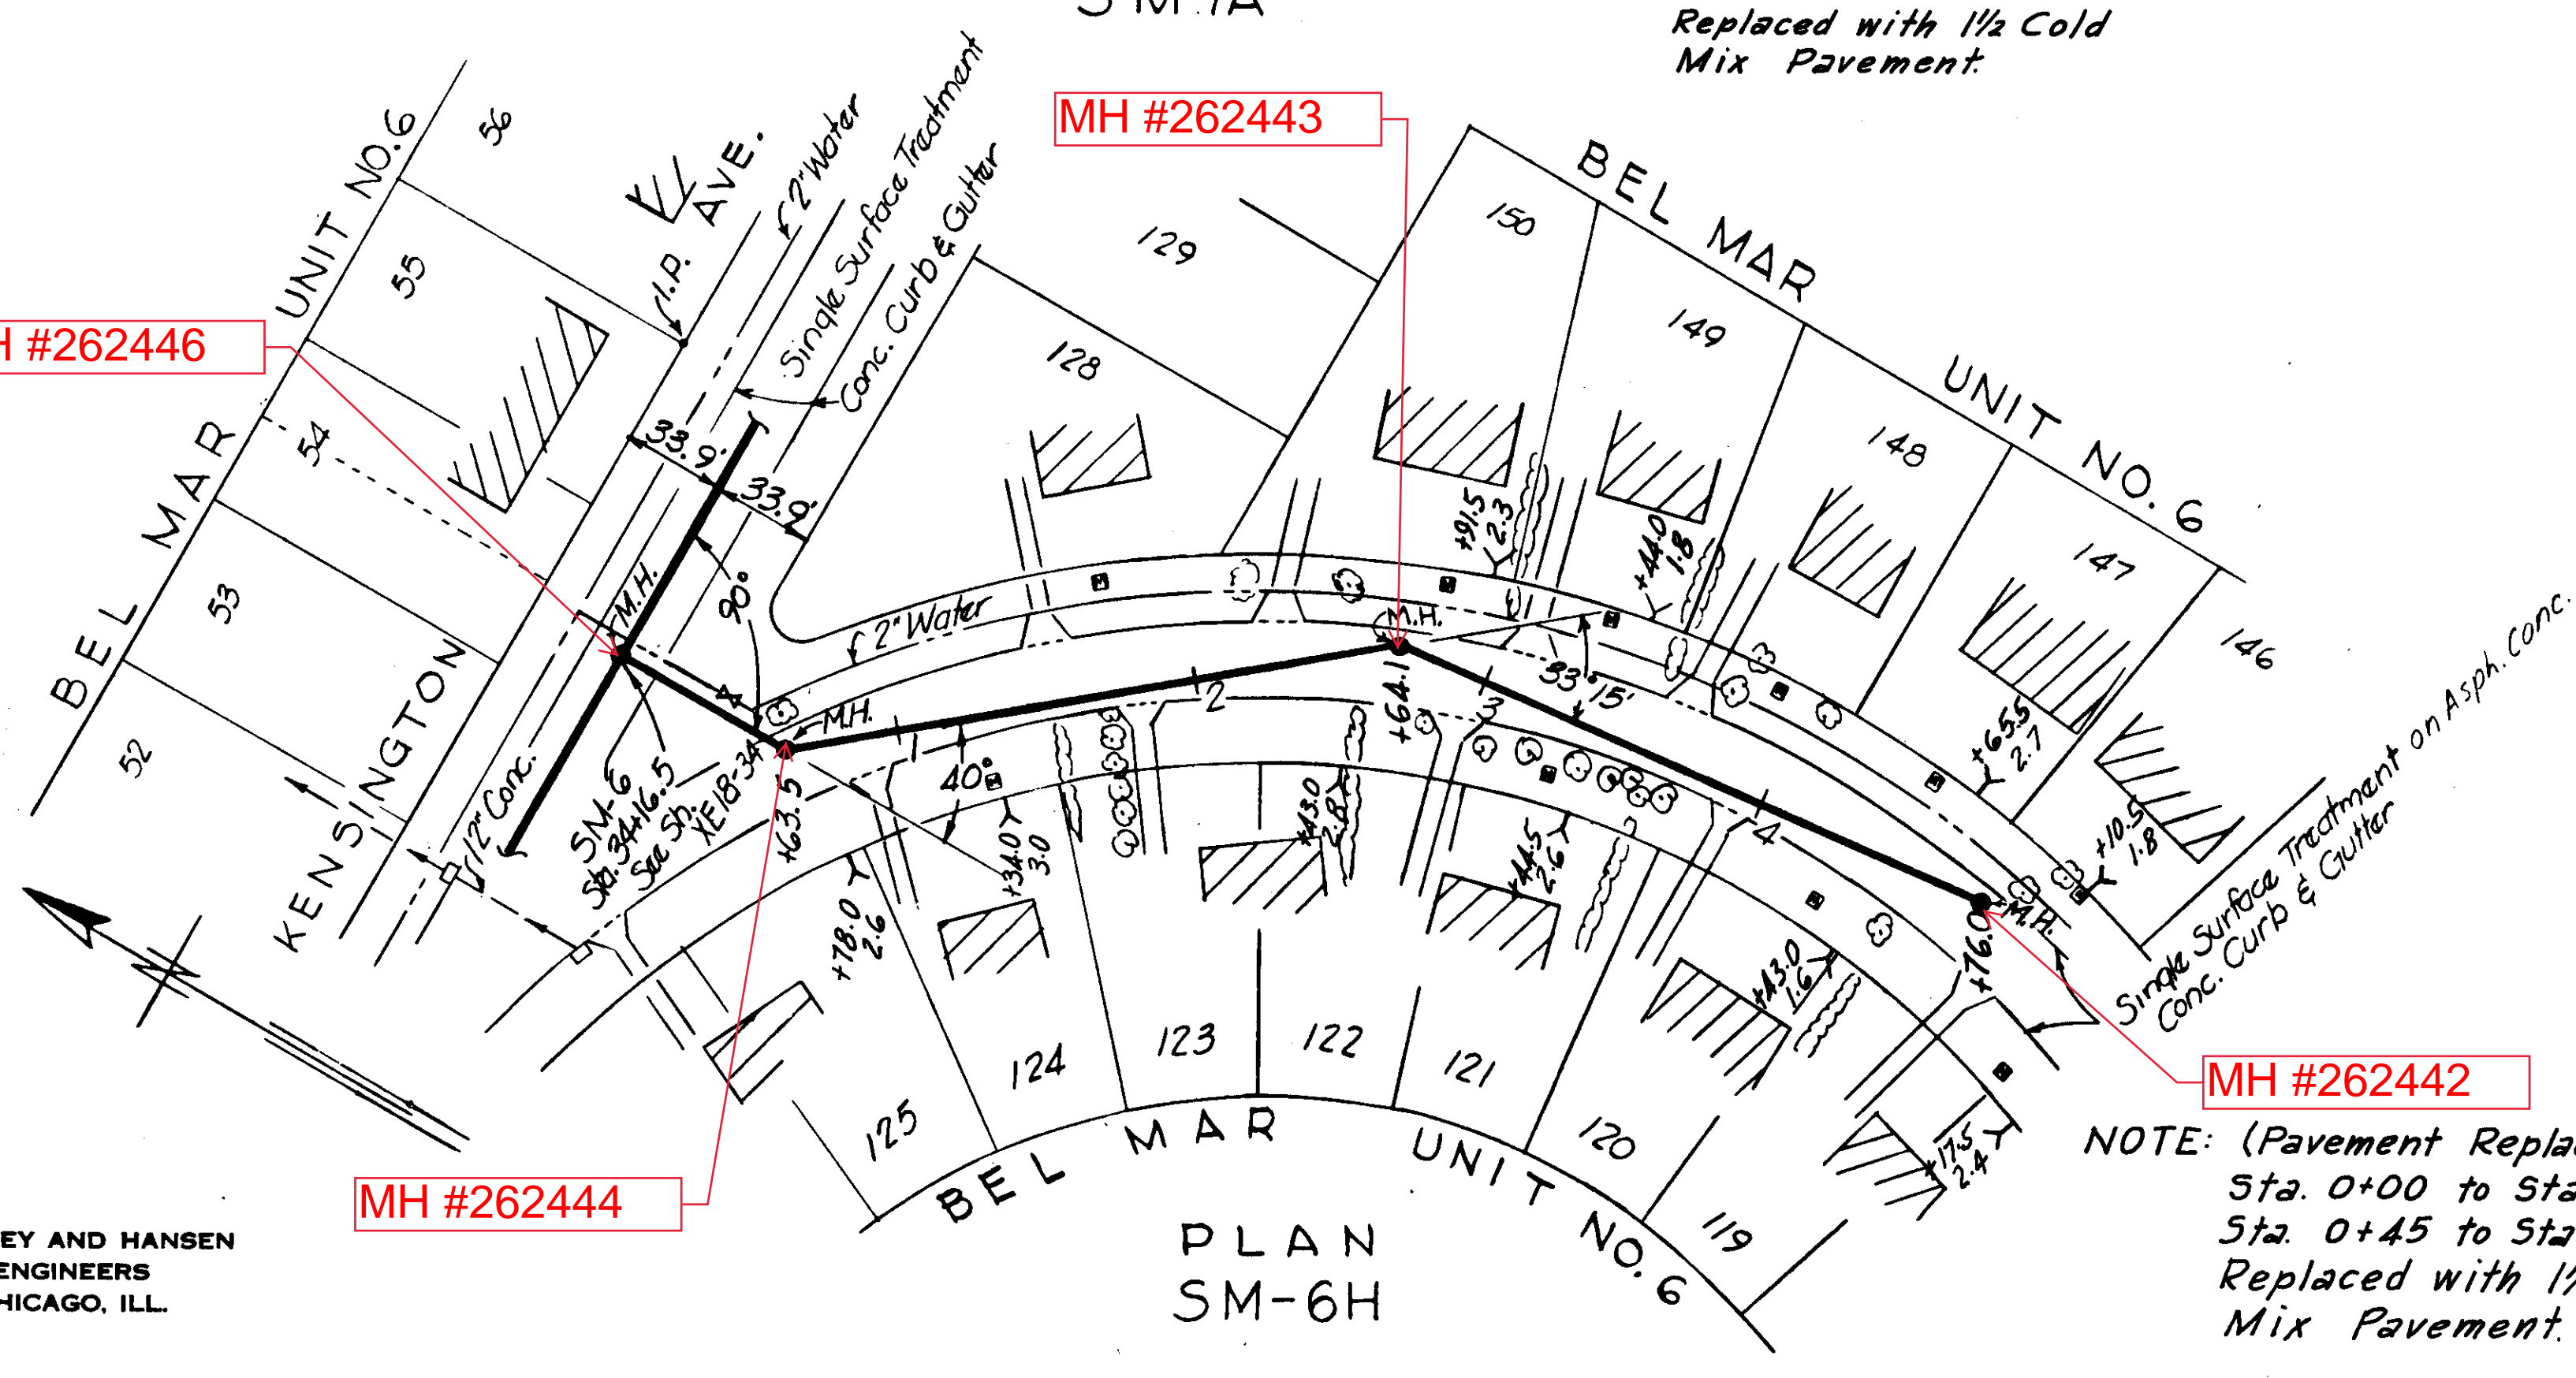 Replaced with 1½ Cold
Mix Pavement.
MH #262443
#262446
MH #262444
MH #262442
BEL MAR UNIT NO. 6
56
55
54
53
52
I.P.
AVE.
2" Water
Single Surface Treatment
Conc. Curb & Gutter
33.9'
33.9'
90°
M.H.
KENSINGTON
12" Conc.
SM-6
Sta. 34+16.5
See Sh.
XE18-34
+63.5
M.H.
2" Water
129
128
150
149
148
147
146
BEL MAR UNIT NO. 6
+91.5
2.3
+44.0
1.8
M.H.
+64.1
33°15'
1
2
3
4
40°
+65.5
2.7
+10.5
1.8
M.H.
+76.0
Single Surface Treatment on Asph. Conc.
Conc. Curb & Gutter
+78.0
2.6
+34.0
3.0
+43.0
2.8
+44.5
2.6
+43.0
1.6
+17.5
2.4
125
124
123
122
121
120
119
BEL MAR UNIT NO. 6
PLAN
SM-6H
EY AND HANSEN
ENGINEERS
HICAGO, ILL.
NOTE: (Pavement
Sta. 0+00 to
Sta. 0+45 to
Replaced with
Mix Pavement.